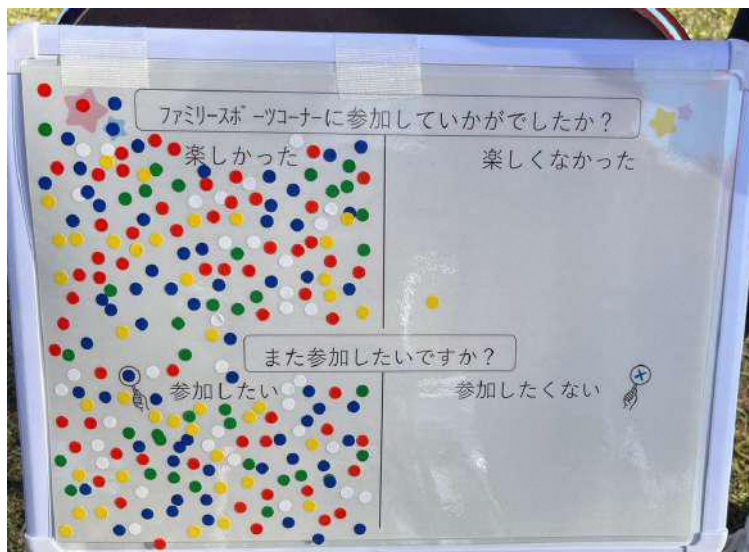 ファミリースポーツコーナーに参加していかがでしたか？
楽しかった
楽しくなかった
また参加したいですか？
参加したい
参加したくない